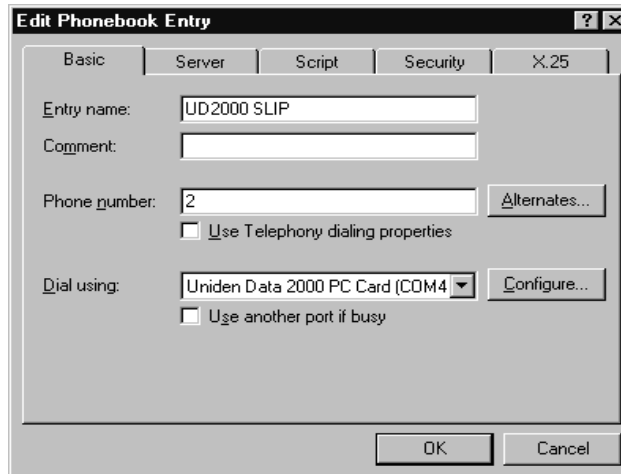 Edit Phonebook Entry
Basic Server Script Security X.25
Entry name: UD2000 SLIP
Comment:
Phone number: 2 Alternates...
Use Telephony dialing properties
Dial using: Uniden Data 2000 PC Card (COM4 Configure...
Use another port if busy
OK Cancel